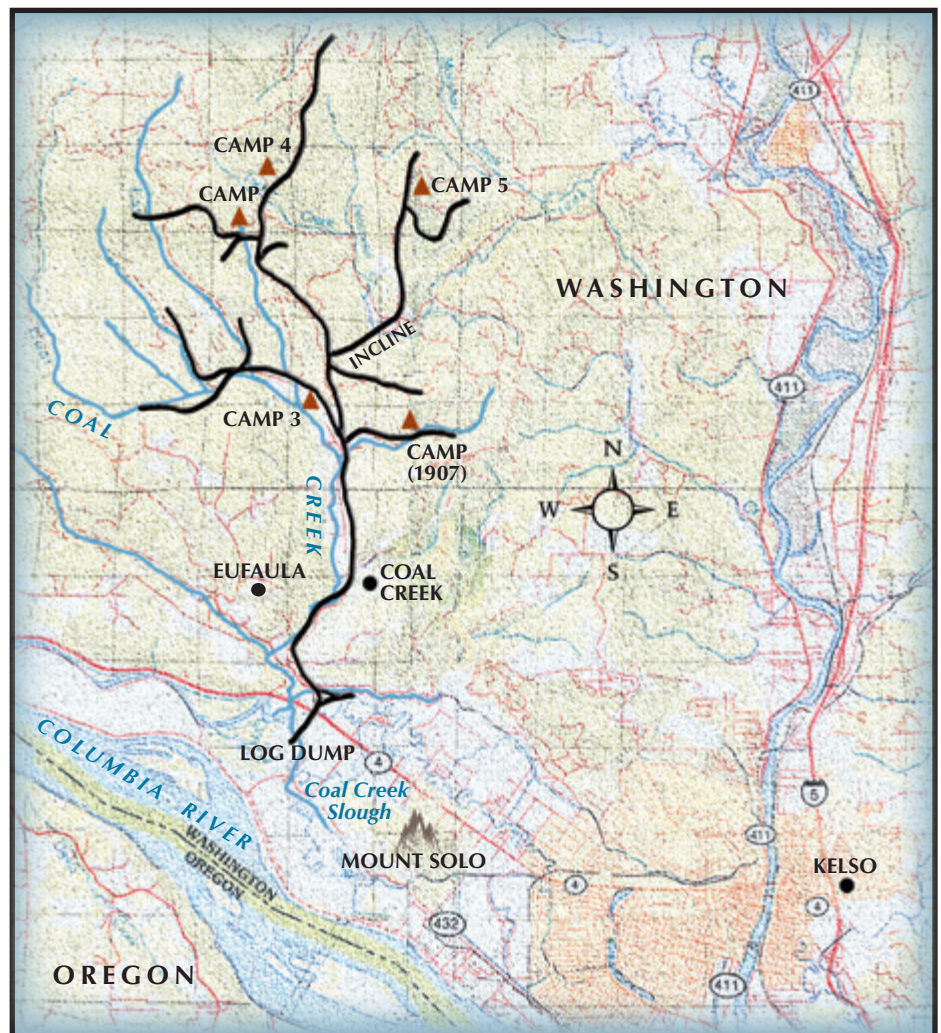 411
CAMP 4
CAMP
CAMP 5
WASHINGTON
INCLINE
411
COAL
CAMP 3
CAMP
(1907)
CREEK
N
W
E
S
EUFAULA
COAL
CREEK
COLUMBIA RIVER
LOG DUMP
4
Coal Creek
Slough
5
WASHINGTON
OREGON
411
MOUNT SOLO
KELSO
4
4
432
OREGON
411